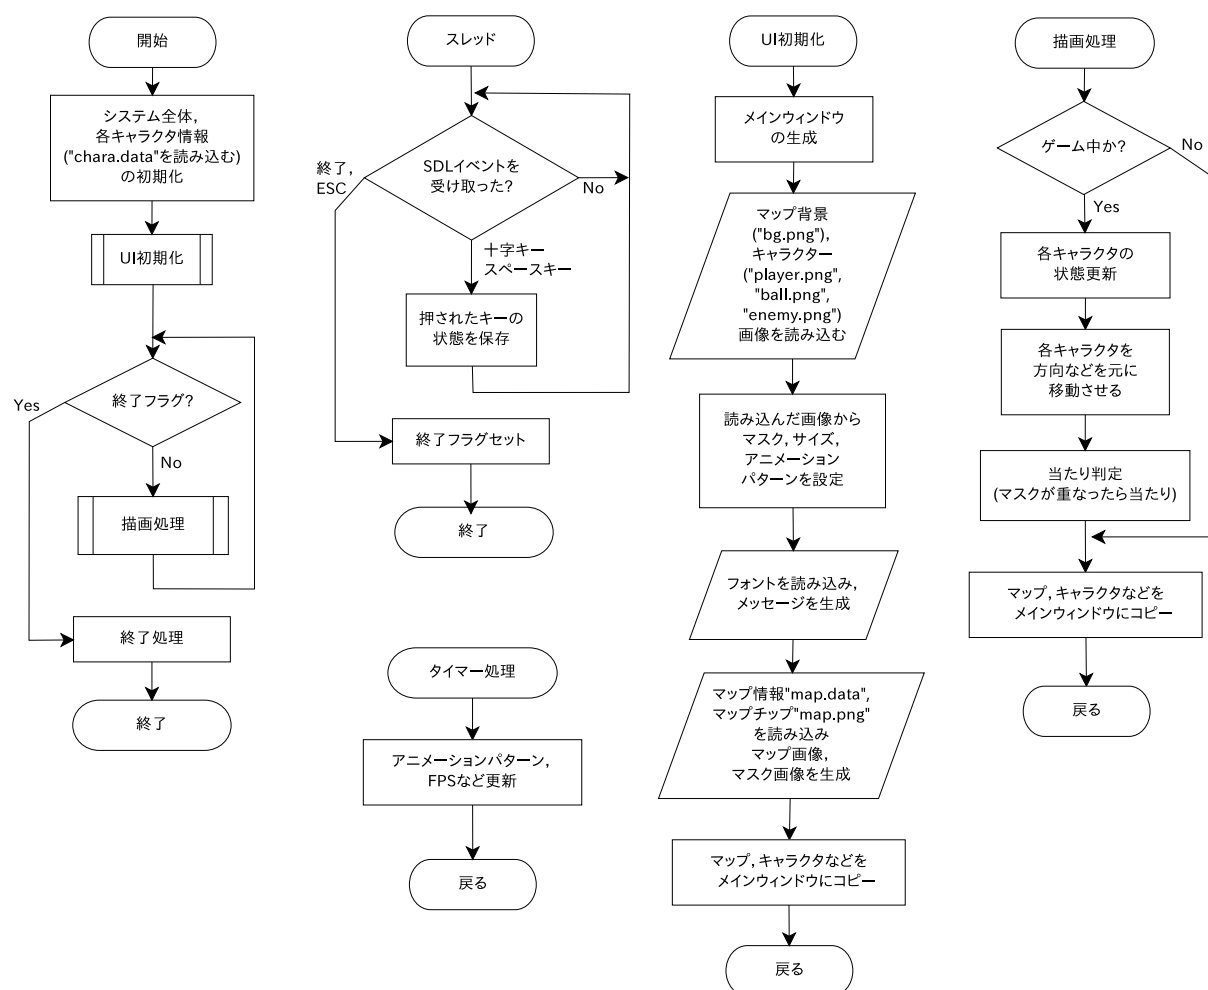 開始
システム全体,
各キャラクタ情報
("chara.data"を読み込む)
の初期化
UI初期化
終了フラグ?
Yes
No
描画処理
終了処理
終了
スレッド
SDLイベントを
受け取った?
終了,
ESC
No
十字キー
スペースキー
押されたキーの
状態を保存
終了フラグセット
終了
タイマー処理
アニメーションパターン,
FPSなど更新
戻る
UI初期化
メインウィンドウ
の生成
マップ背景
("bg.png"),
キャラクター
("player.png",
"ball.png",
"enemy.png")
画像を読み込む
読み込んだ画像から
マスク,サイズ,
アニメーション
パターンを設定
フォントを読み込み,
メッセージを生成
マップ情報"map.data",
マップチップ"map.png"
を読み込み
マップ画像,
マスク画像を生成
マップ,キャラクタなどを
メインウィンドウにコピー
戻る
描画処理
ゲーム中か?
No
Yes
各キャラクタの
状態更新
各キャラクタを
方向などを元に
移動させる
当たり判定
(マスクが重なったら当たり)
マップ,キャラクタなどを
メインウィンドウにコピー
戻る